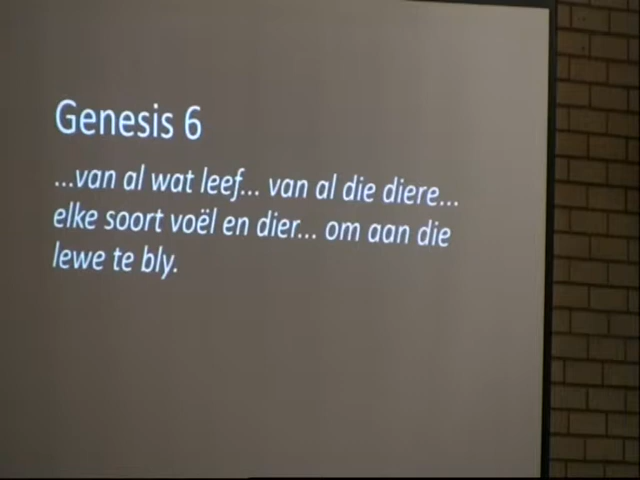 Genesis 6
...van al wat leef... van al die diere...
elke soort voël en dier... om aan die
lewe te bly.